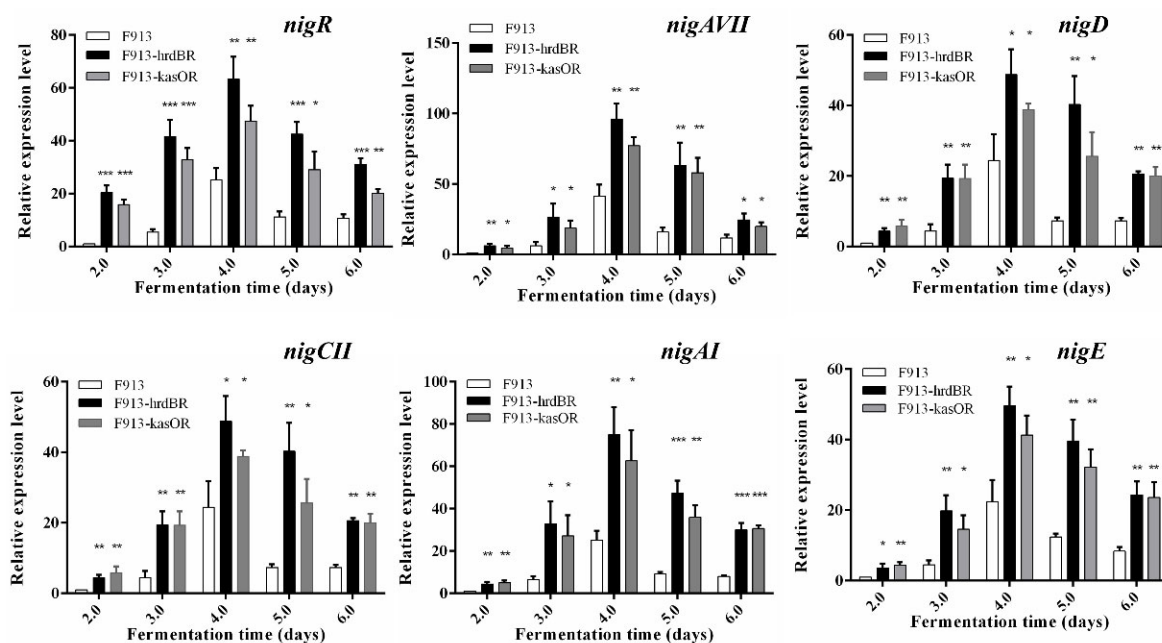 nigR
F913
F913-hrdBR
F913-kasOR
Relative expression level
80
60
40
20
0
*** ***
*** ***
** **
*** *
*** **
2.0 3.0 4.0 5.0 6.0
Fermentation time (days)
nigAVII
F913
F913-hrdBR
F913-kasOR
Relative expression level
150
100
50
0
** *
* *
** **
** **
* *
2.0 3.0 4.0 5.0 6.0
Fermentation time (days)
nigD
F913
F913-hrdBR
F913-kasOR
Relative expression level
60
40
20
0
** **
** **
* *
** *
** **
2.0 3.0 4.0 5.0 6.0
Fermentation time (days)
nigCII
F913
F913-hrdBR
F913-kasOR
Relative expression level
60
40
20
0
** **
** **
* *
** *
** **
2.0 3.0 4.0 5.0 6.0
Fermentation time (days)
nigAI
F913
F913-hrdBR
F913-kasOR
Relative expression level
100
80
60
40
20
0
** **
* *
** *
*** **
*** ***
2.0 3.0 4.0 5.0 6.0
Fermentation time (days)
nigE
F913
F913-hrdBR
F913-kasOR
Relative expression level
60
40
20
0
* **
** *
** *
** **
** **
2.0 3.0 4.0 5.0 6.0
Fermentation time (days)